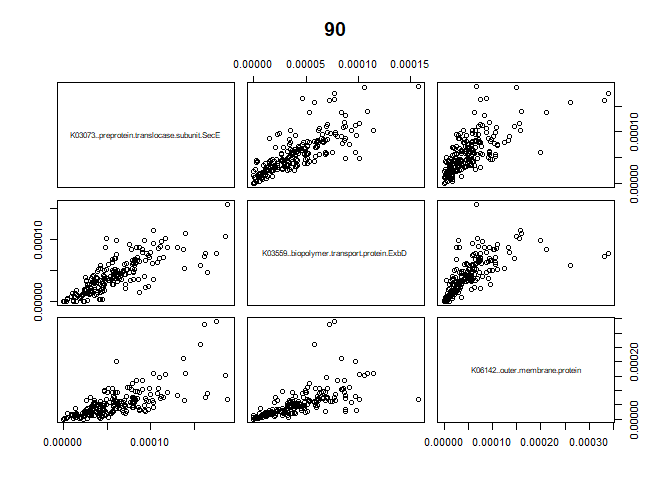 90
0.00000 0.00005 0.00010 0.00015
K03073..preprotein.translocase.subunit.SecE
0.00000 0.00010
0.00000 0.00010
K03559..biopolymer.transport.protein.ExbD
K06142..outer.membrane.protein
0.00000 0.00020
0.00000 0.00010
0.00000 0.00010 0.00020 0.00030